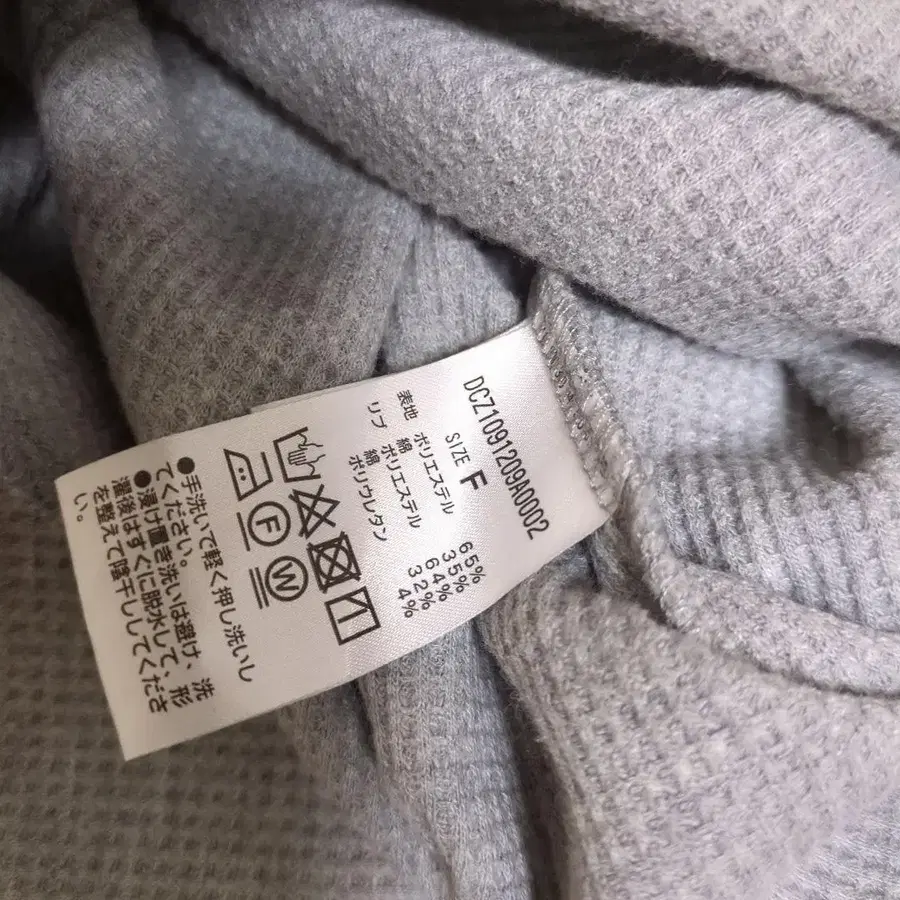 DCZ1091209A0002
SIZE F
表地 ポリエステル 65%
綿 35%
リブ ポリエステル 64%
綿 32%
ポリウレタン 4%
P
W
●手洗いで軽く押し洗いし
てください。
●浸け置き洗いは避け、洗
濯後はすぐに脱水して、形
を整えて陰干ししてくださ
い。